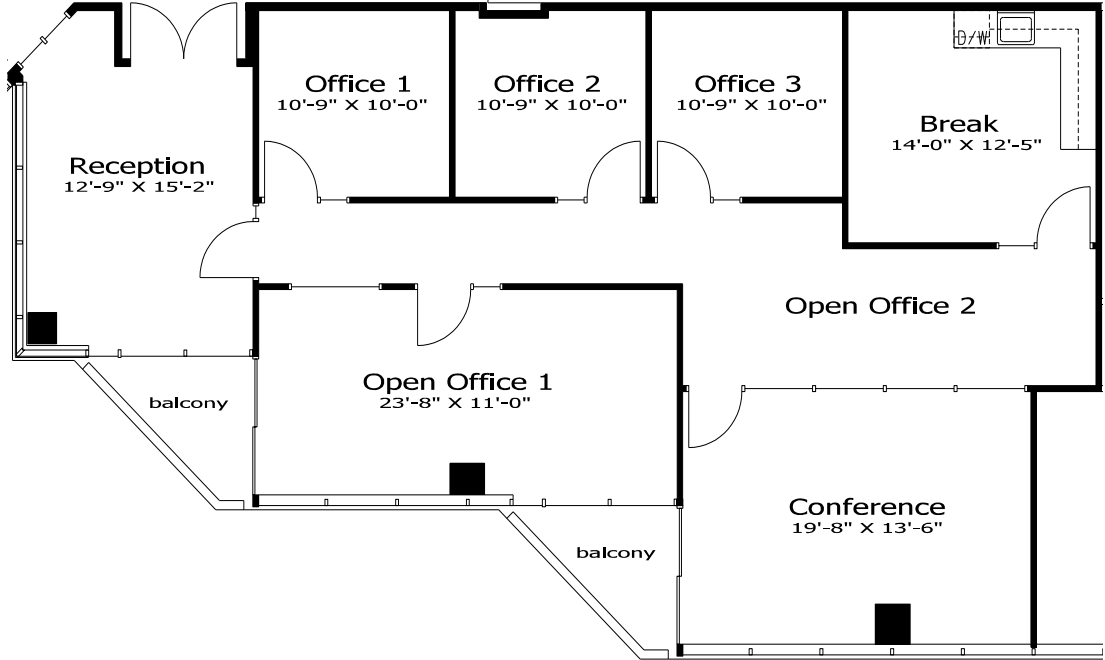 Office 1
10'-9" X 10'-0"
Office 2
10'-9" X 10'-0"
Office 3
10'-9" X 10'-0"
D/W
Break
14'-0" X 12'-5"
Reception
12'-9" X 15'-2"
Open Office 2
Open Office 1
23'-8" X 11'-0"
balcony
Conference
19'-8" X 13'-6"
balcony